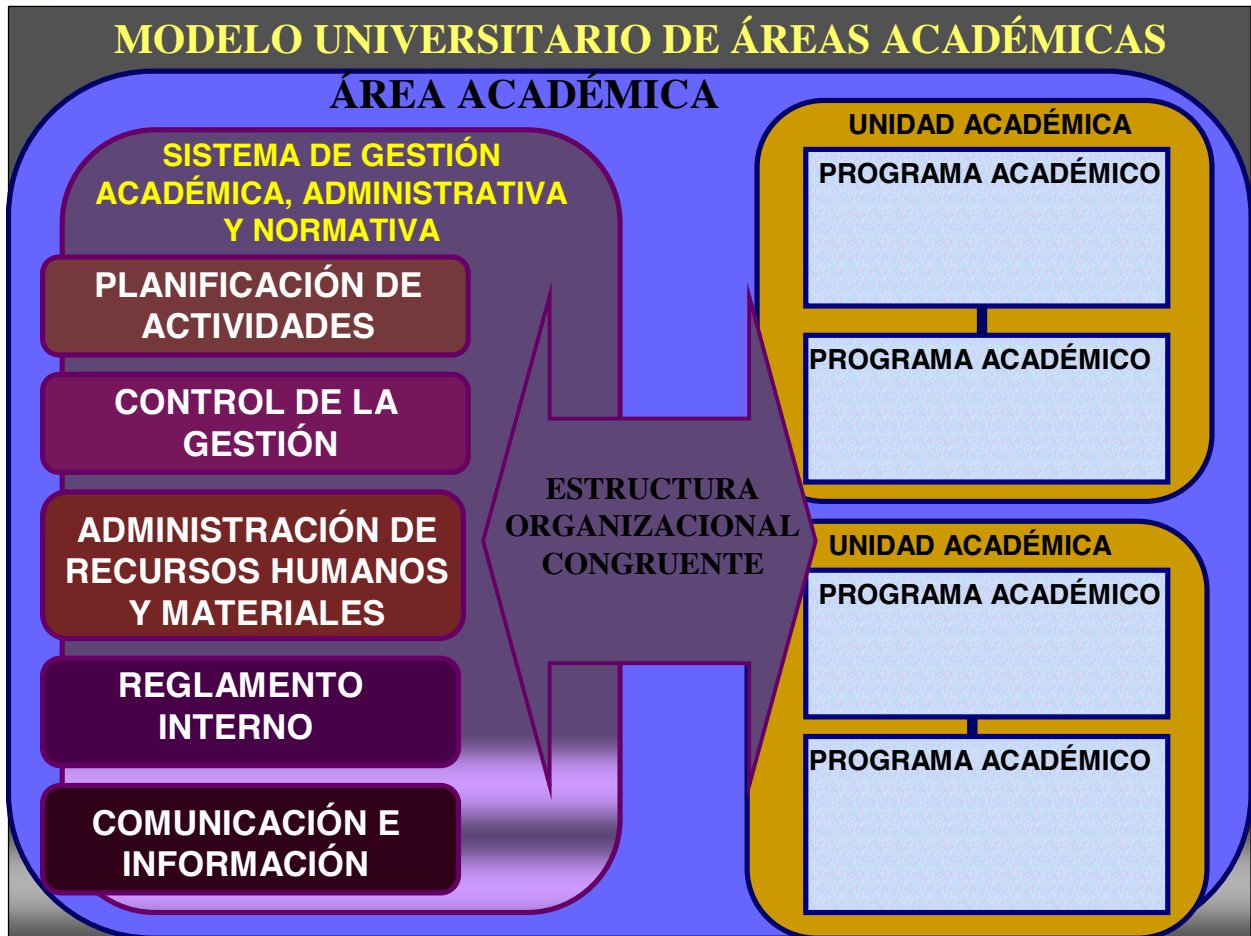 MODELO UNIVERSITARIO DE ÁREAS ACADÉMICAS
ÁREA ACADÉMICA
SISTEMA DE GESTIÓN
ACADÉMICA, ADMINISTRATIVA
Y NORMATIVA
PLANIFICACIÓN DE
ACTIVIDADES
CONTROL DE LA
GESTIÓN
ADMINISTRACIÓN DE
RECURSOS HUMANOS
Y MATERIALES
REGLAMENTO
INTERNO
COMUNICACIÓN E
INFORMACIÓN
ESTRUCTURA
ORGANIZACIONAL
CONGRUENTE
UNIDAD ACADÉMICA
PROGRAMA ACADÉMICO
PROGRAMA ACADÉMICO
UNIDAD ACADÉMICA
PROGRAMA ACADÉMICO
PROGRAMA ACADÉMICO